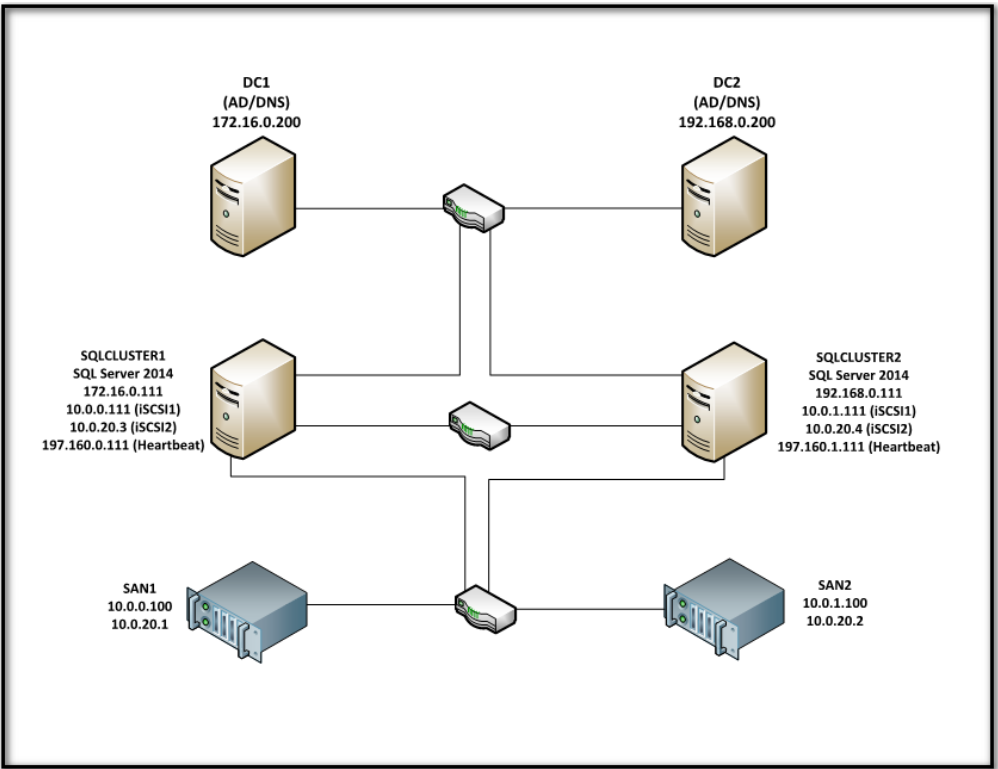 DC1
(AD/DNS)
172.16.0.200
DC2
(AD/DNS)
192.168.0.200
SQLCLUSTER1
SQL Server 2014
172.16.0.111
10.0.0.111 (iSCSI1)
10.0.20.3 (iSCSI2)
197.160.0.111 (Heartbeat)
SQLCLUSTER2
SQL Server 2014
192.168.0.111
10.0.1.111 (iSCSI1)
10.0.20.4 (iSCSI2)
197.160.1.111 (Heartbeat)
SAN1
10.0.0.100
10.0.20.1
SAN2
10.0.1.100
10.0.20.2